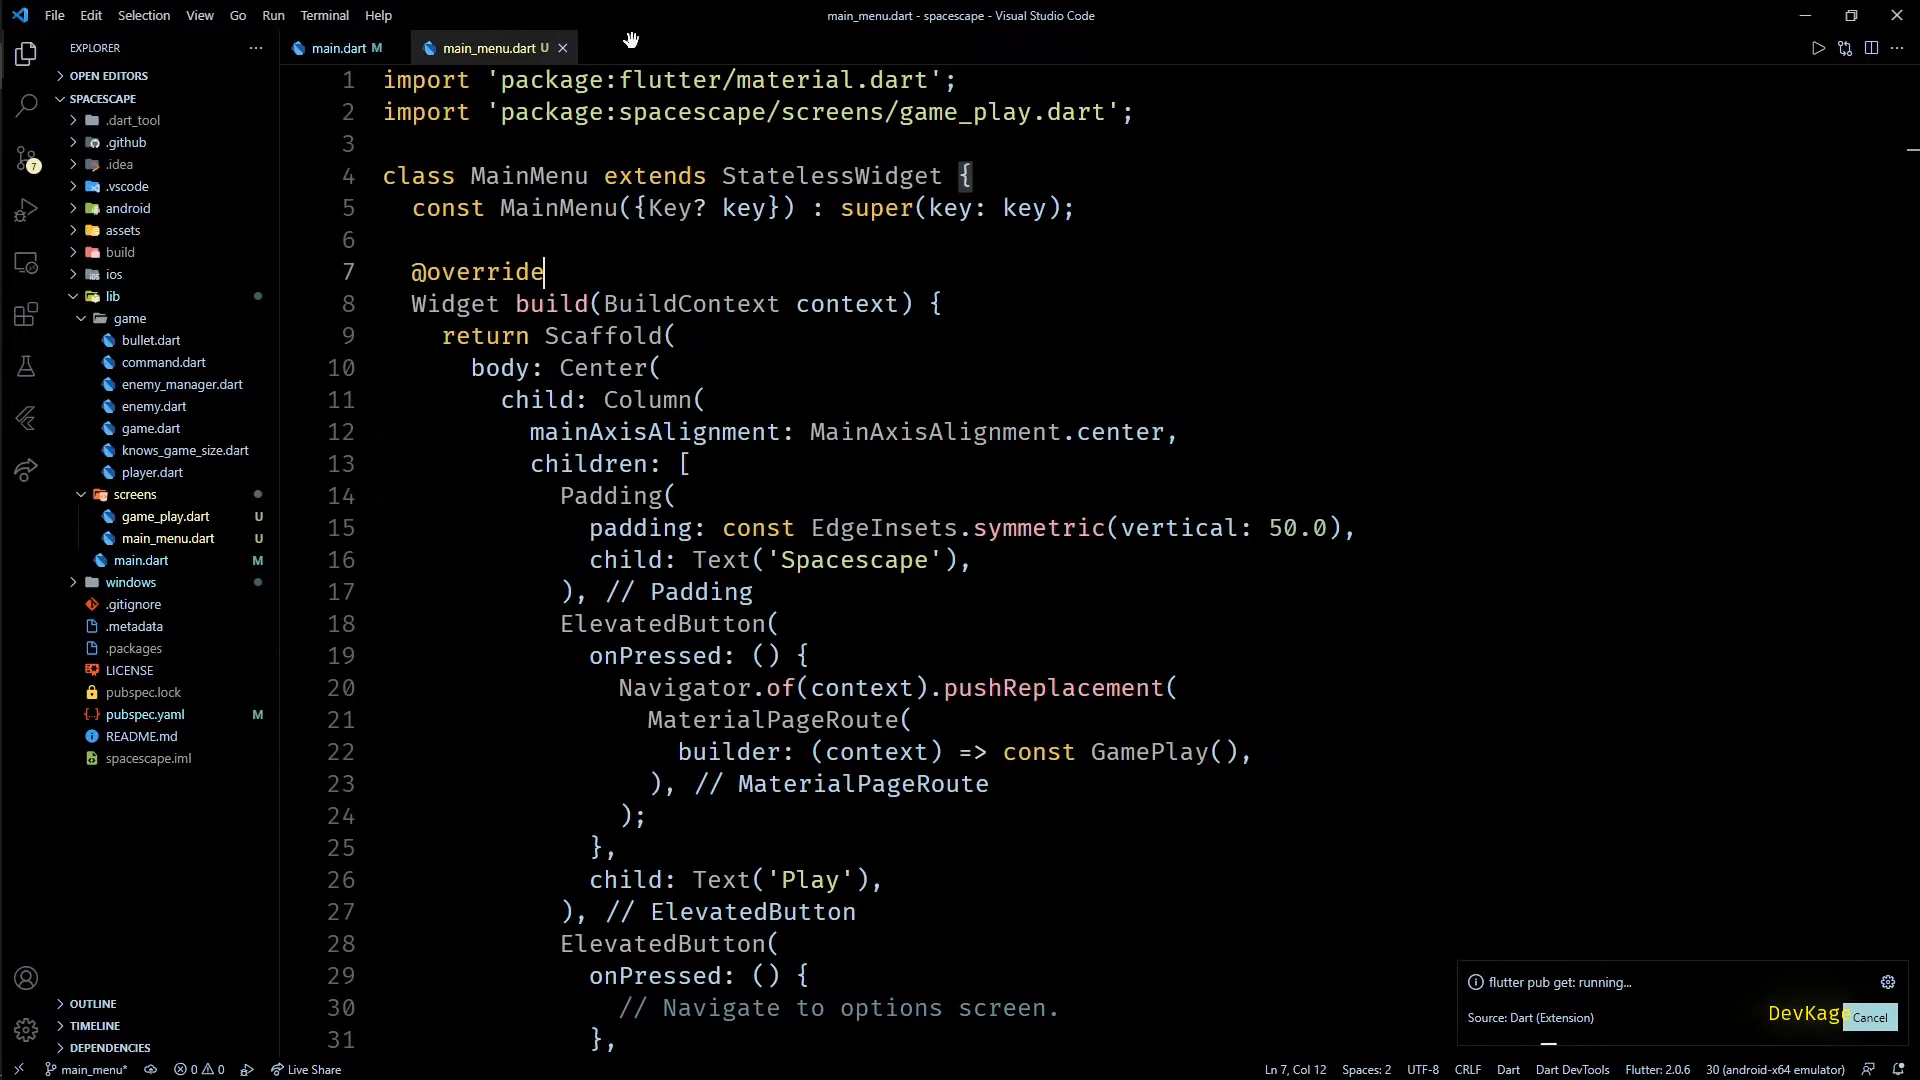 File Edit Selection View Go Run Terminal Help
main_menu.dart - spacescape - Visual Studio Code
EXPLORER
main.dart M
main_menu.dart U
OPEN EDITORS
SPACESCAPE
.dart_tool
.github
.idea
.vscode
android
assets
build
ios
lib
game
bullet.dart
command.dart
enemy_manager.dart
enemy.dart
game.dart
knows_game_size.dart
player.dart
screens
game_play.dart U
main_menu.dart U
main.dart M
windows
.gitignore
.metadata
.packages
LICENSE
pubspec.lock
pubspec.yaml M
README.md
spacescape.iml
7
OUTLINE
TIMELINE
DEPENDENCIES
1 import 'package:flutter/material.dart';
2 import 'package:spacescape/screens/game_play.dart';
3
4 class MainMenu extends StatelessWidget {
5 const MainMenu({Key? key}) : super(key: key);
6
7 @override
8 Widget build(BuildContext context) {
9 return Scaffold(
10 body: Center(
11 child: Column(
12 mainAxisAlignment: MainAxisAlignment.center,
13 children: [
14 Padding(
15 padding: const EdgeInsets.symmetric(vertical: 50.0),
16 child: Text('Spacescape'),
17 ), // Padding
18 ElevatedButton(
19 onPressed: () {
20 Navigator.of(context).pushReplacement(
21 MaterialPageRoute(
22 builder: (context) => const GamePlay(),
23 ), // MaterialPageRoute
24 );
25 },
26 child: Text('Play'),
27 ), // ElevatedButton
28 ElevatedButton(
29 onPressed: () {
30 // Navigate to options screen.
31 },
flutter pub get: running...
Source: Dart (Extension)
DevKage
Cancel
main_menu* 0 0 Live Share
Ln 7, Col 12 Spaces: 2 UTF-8 CRLF Dart Dart DevTools Flutter: 2.0.6 30 (android-x64 emulator)